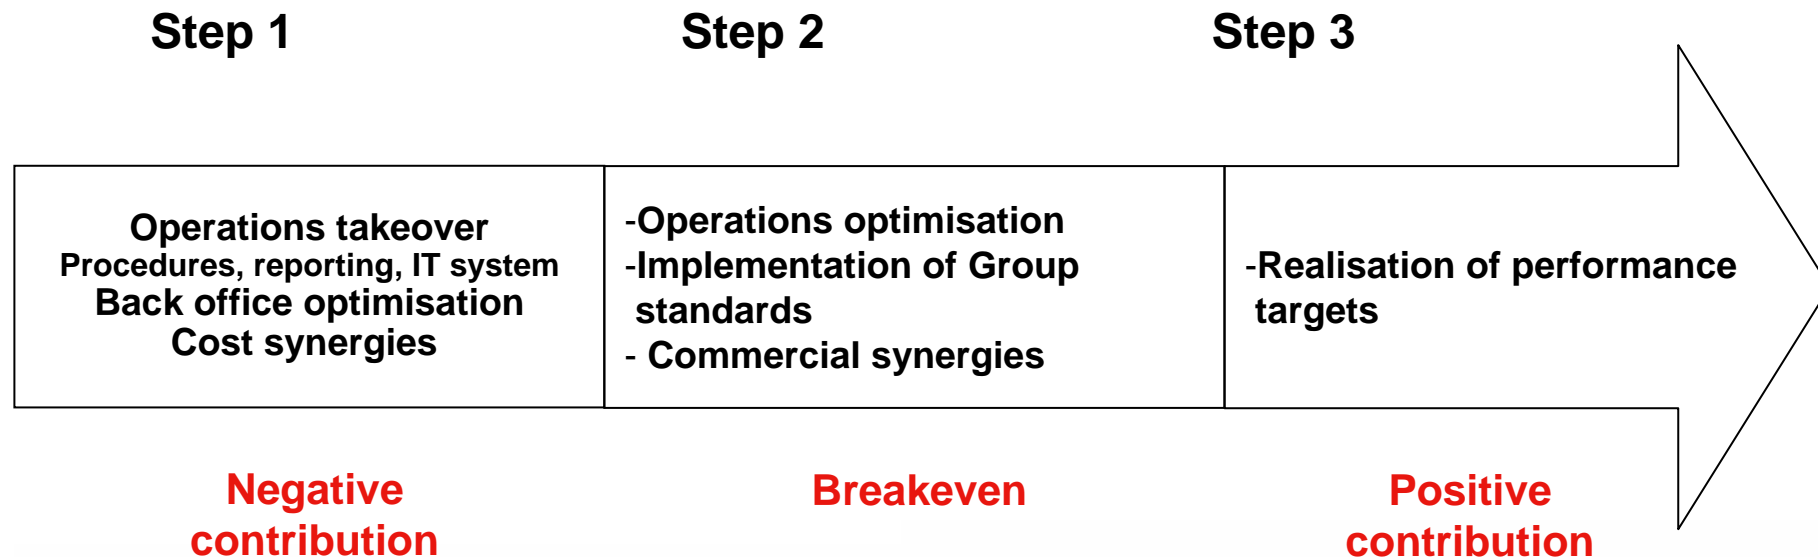 Step 1
Step 2
Step 3
Operations takeover
Procedures, reporting, IT system
Back office optimisation
Cost synergies
-Operations optimisation
-Implementation of Group
standards
- Commercial synergies
-Realisation of performance
targets
Negative
contribution
Breakeven
Positive
contribution